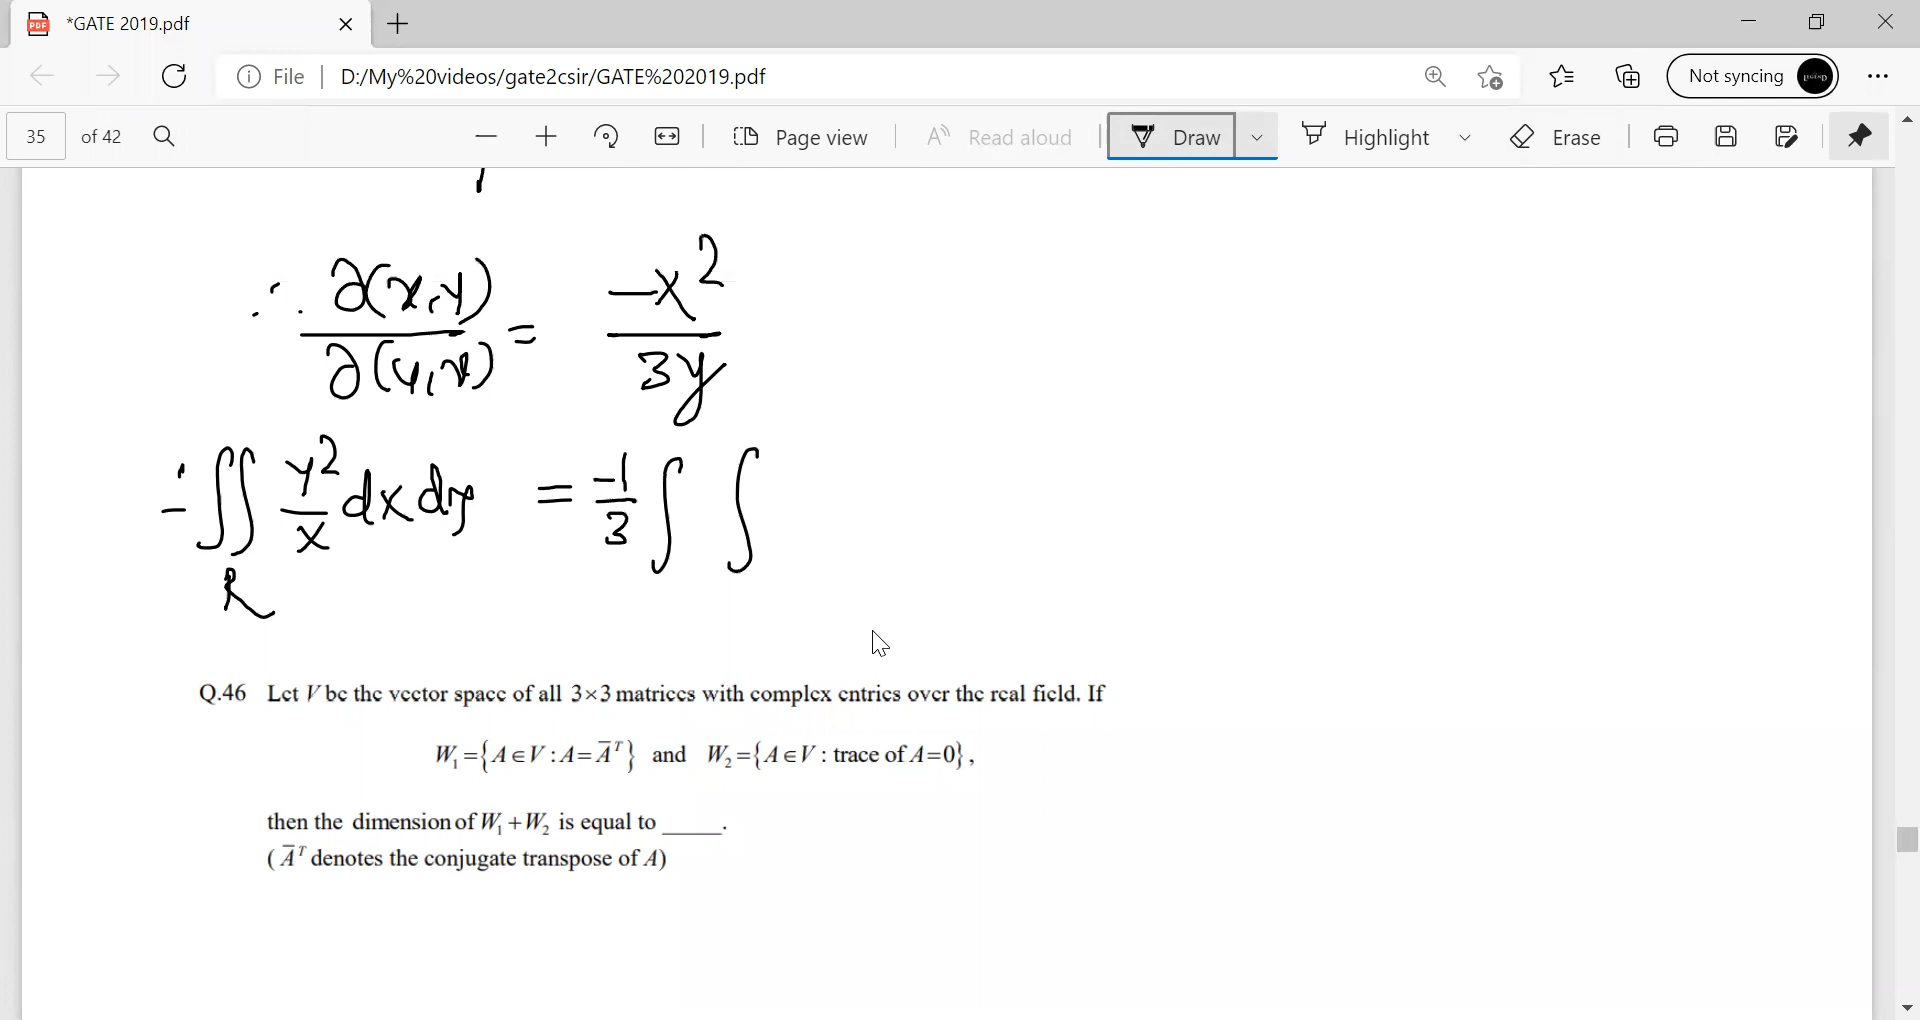 *GATE 2019.pdf
File | D:/My%20videos/gate2csir/GATE%202019.pdf
Not syncing
35 of 42
Page view
Read aloud
Draw
Highlight
Erase
∴ ∂(x,y)/∂(u,v) = -x²/3y
∴ ∬ y²/x dx dy = -1/3 ∫ ∫
R
Q.46 Let V be the vector space of all 3×3 matrices with complex entries over the real field. If
W₁={A∈V:A=A̅ᵀ} and W₂={A∈V: trace of A=0},
then the dimension of W₁+W₂ is equal to _____.
(A̅ᵀ denotes the conjugate transpose of A)